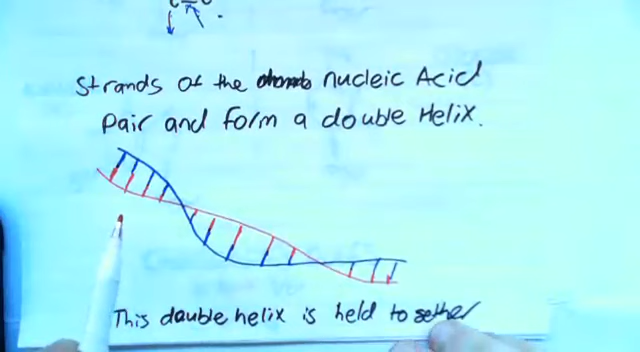 Strands of the nucleic Acid
Pair and form a double Helix.
This double helix is held together